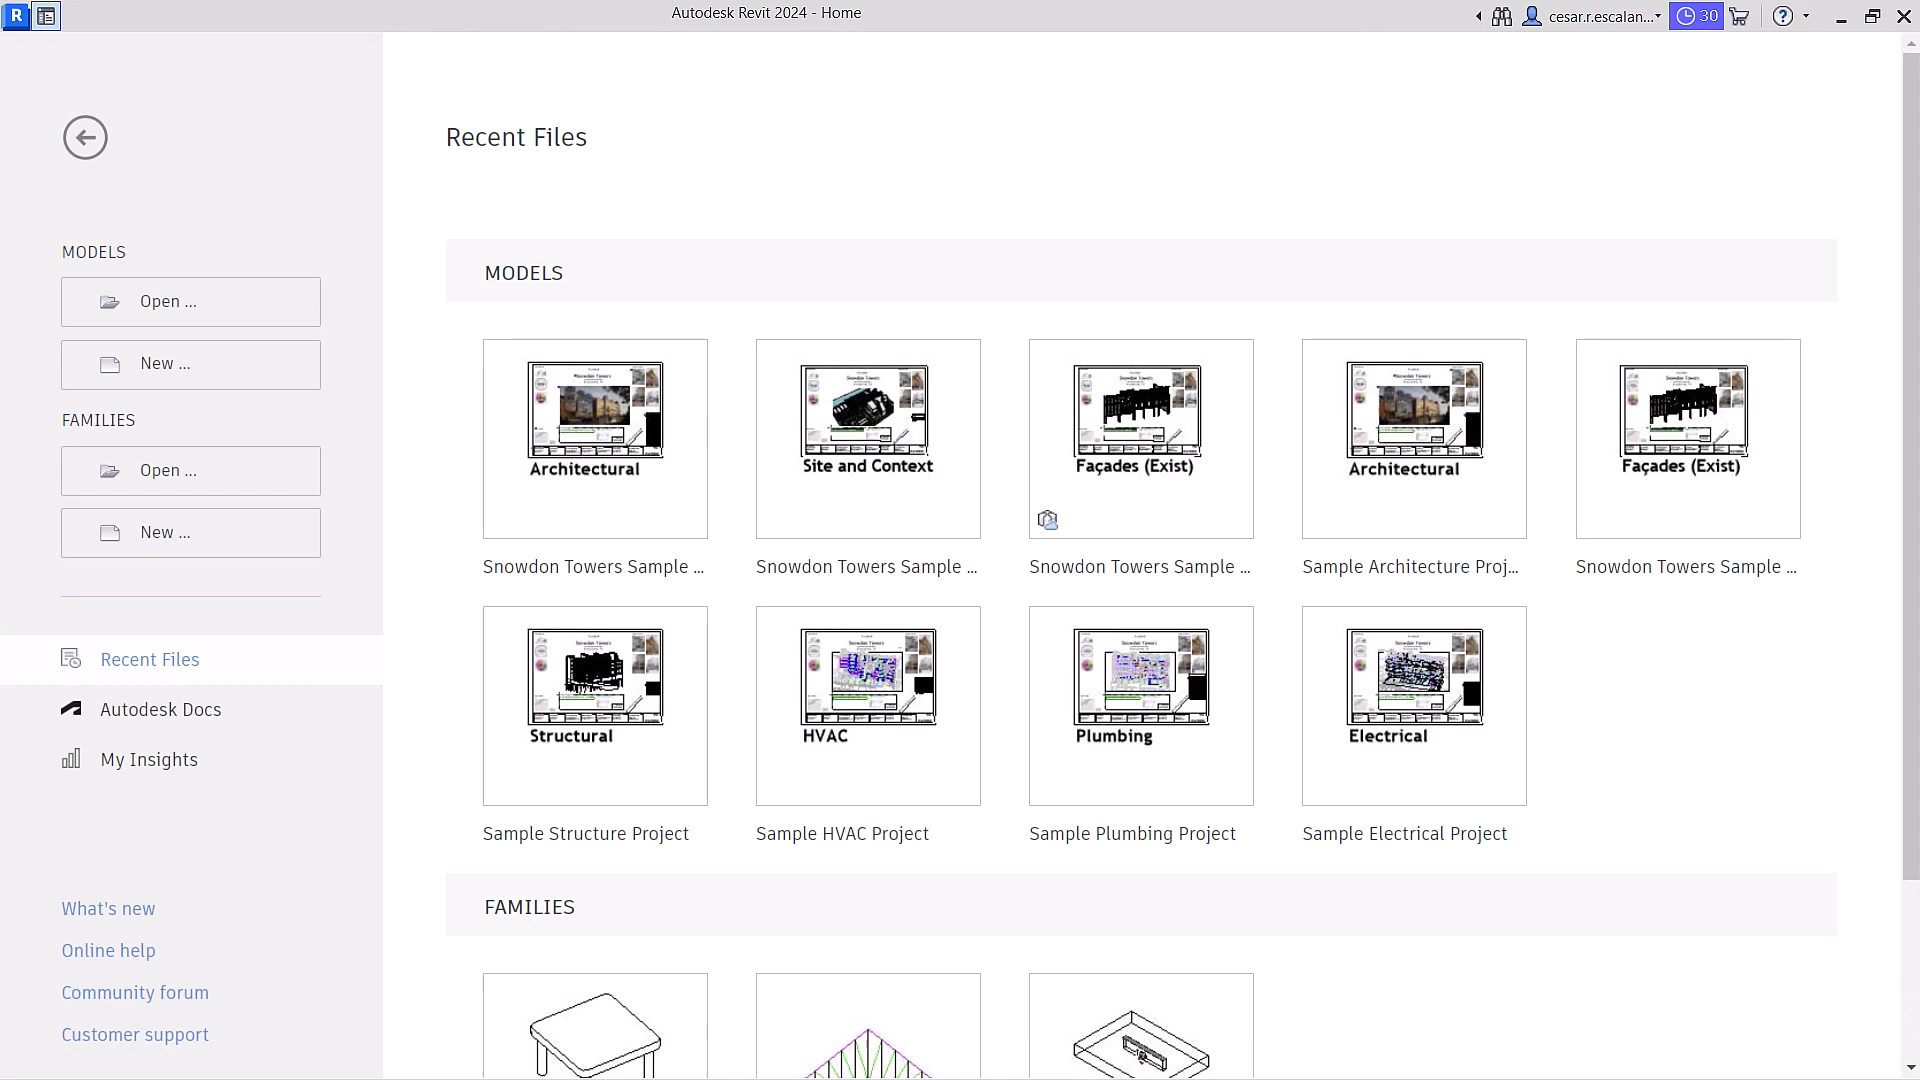 R
Autodesk Revit 2024 - Home
cesar.r.escalan...
30
Recent Files
MODELS
Open ...
New ...
FAMILIES
Open ...
New ...
Recent Files
Autodesk Docs
My Insights
What's new
Online help
Community forum
Customer support
MODELS
Architectural
Site and Context
Façades (Exist)
Architectural
Façades (Exist)
Snowdon Towers Sample ...
Snowdon Towers Sample ...
Snowdon Towers Sample ...
Sample Architecture Proj...
Snowdon Towers Sample ...
Structural
HVAC
Plumbing
Electrical
Sample Structure Project
Sample HVAC Project
Sample Plumbing Project
Sample Electrical Project
FAMILIES